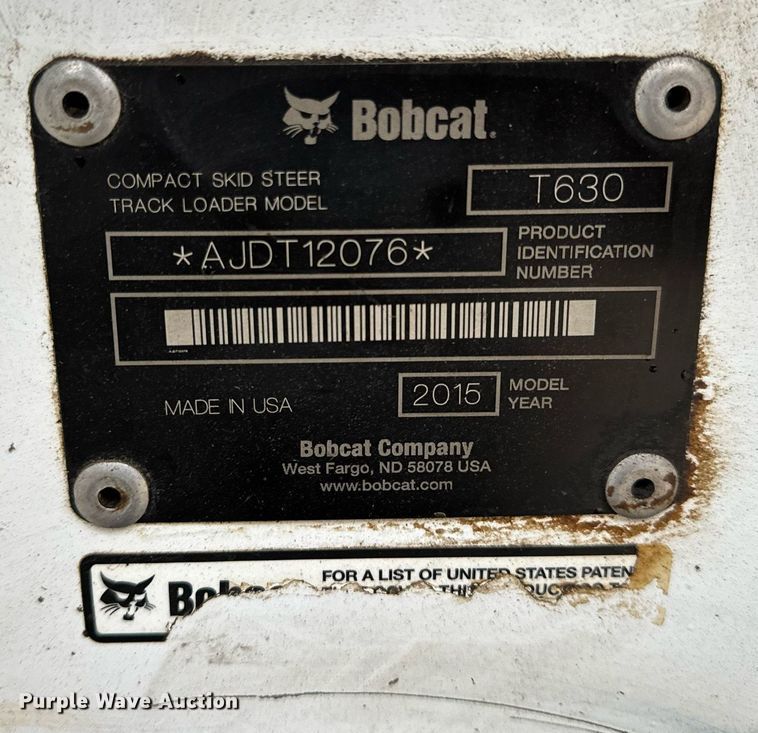 Bobcat.
COMPACT SKID STEER
TRACK LOADER MODEL
T630
*AJDT12076*
PRODUCT
IDENTIFICATION
NUMBER
MADE IN USA
2015
MODEL
YEAR
Bobcat Company
West Fargo, ND 58078 USA
www.bobcat.com
Bobcat
FOR A LIST OF UNITED STATES PATEN
Purple Wave Auction